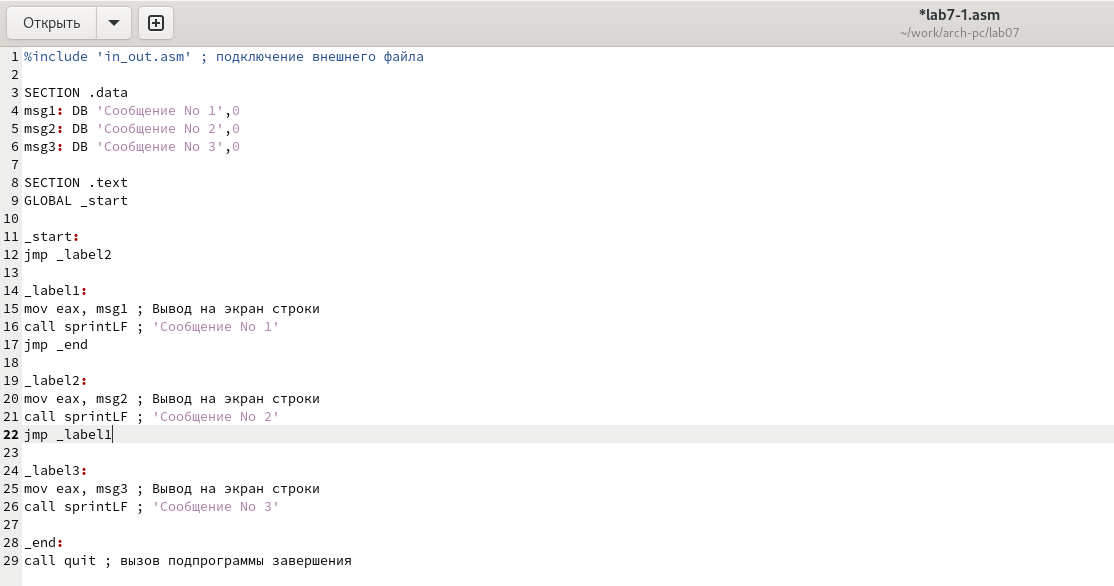 Открыть
*lab7-1.asm
~/work/arch-pc/lab07
1 %include 'in_out.asm' ; подключение внешнего файла
2
3 SECTION .data
4 msg1: DB 'Сообщение No 1',0
5 msg2: DB 'Сообщение No 2',0
6 msg3: DB 'Сообщение No 3',0
7
8 SECTION .text
9 GLOBAL _start
10
11 _start:
12 jmp _label2
13
14 _label1:
15 mov eax, msg1 ; Вывод на экран строки
16 call sprintLF ; 'Сообщение No 1'
17 jmp _end
18
19 _label2:
20 mov eax, msg2 ; Вывод на экран строки
21 call sprintLF ; 'Сообщение No 2'
22 jmp _label1
23
24 _label3:
25 mov eax, msg3 ; Вывод на экран строки
26 call sprintLF ; 'Сообщение No 3'
27
28 _end:
29 call quit ; вызов подпрограммы завершения